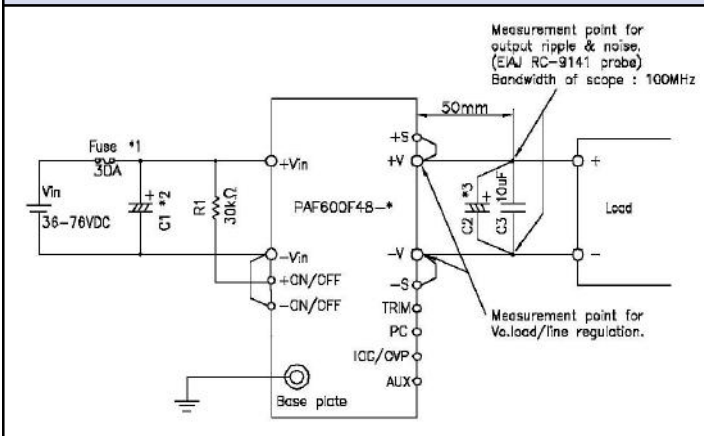 Measurement point for
output ripple & noise.
(EIAJ RC-9141 probe)
Bandwidth of scope : 100MHz
50mm
+S
Fuse *1
30A
+Vin
+V
Vin
36-76VDC
C1 *2
R1
30kΩ
PAF600F48-*
C2 *3
C3
10uF
+
Load
-Vin
-V
-
+ON/OFF
-S
-ON/OFF
TRIM
Measurement point for
Vo.load/line regulation.
PC
IOG/OVP
AUX
Base plate